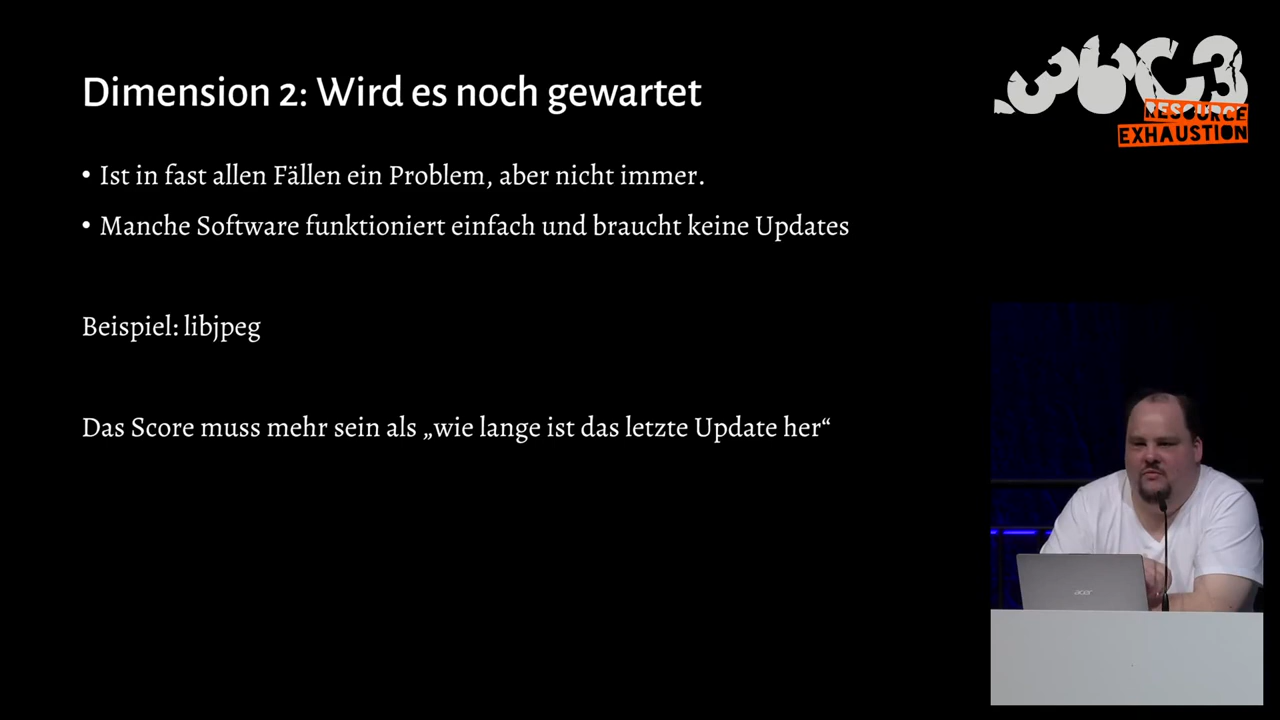 Dimension 2: Wird es noch gewartet
36C3
RESOURCE
EXHAUSTION
• Ist in fast allen Fällen ein Problem, aber nicht immer.
• Manche Software funktioniert einfach und braucht keine Updates
Beispiel: libjpeg
Das Score muss mehr sein als „wie lange ist das letzte Update her“
acer